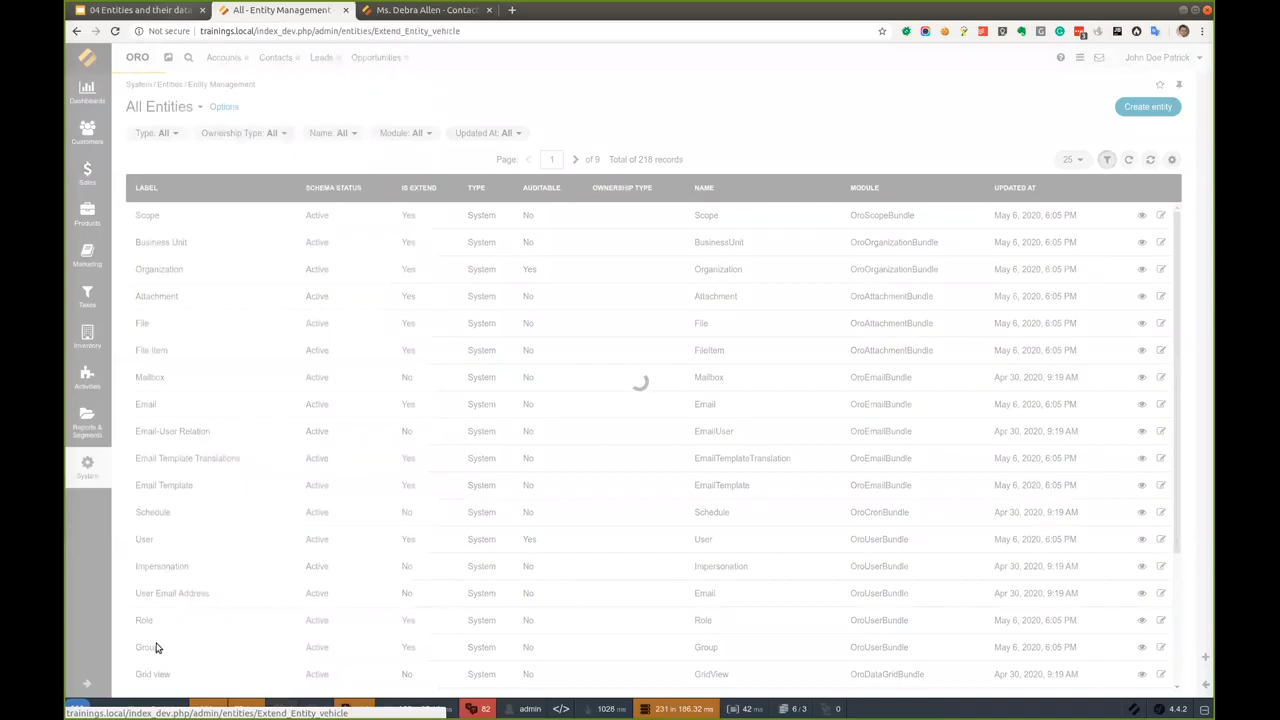 04 Entities and their data
All - Entity Management
Ms. Debra Allen - Contact
Not secure
trainings.local/index_dev.php/admin/entities/Extend_Entity_vehicle
ORO
Accounts
Contacts
Leads
Opportunities
John Doe Patrick
System / Entities / Entity Management
All Entities
Options
Create entity
Type: All
Ownership Type: All
Name: All
Module: All
Updated At: All
Page:
1
of 9
Total of 218 records
25
Dashboards
Customers
Sales
Products
Marketing
Taxes
Inventory
Activities
Reports & Segments
System
LABEL SCHEMA STATUS IS EXTEND TYPE AUDITABLE OWNERSHIP TYPE NAME MODULE UPDATED AT
Scope Active Yes System No Scope OroScopeBundle May 6, 2020, 6:05 PM
Business Unit Active Yes System No BusinessUnit OroOrganizationBundle May 6, 2020, 6:05 PM
Organization Active Yes System Yes Organization OroOrganizationBundle May 6, 2020, 6:05 PM
Attachment Active Yes System No Attachment OroAttachmentBundle May 6, 2020, 6:05 PM
File Active Yes System No File OroAttachmentBundle May 6, 2020, 6:05 PM
File Item Active Yes System No FileItem OroAttachmentBundle May 6, 2020, 6:05 PM
Mailbox Active No System No Mailbox OroEmailBundle Apr 30, 2020, 9:19 AM
Email Active Yes System No Email OroEmailBundle May 6, 2020, 6:05 PM
Email-User Relation Active No System No EmailUser OroEmailBundle Apr 30, 2020, 9:19 AM
Email Template Translations Active Yes System No EmailTemplateTranslation OroEmailBundle May 6, 2020, 6:05 PM
Email Template Active Yes System No EmailTemplate OroEmailBundle May 6, 2020, 6:05 PM
Schedule Active No System No Schedule OroCronBundle Apr 30, 2020, 9:19 AM
User Active Yes System Yes User OroUserBundle May 6, 2020, 6:05 PM
Impersonation Active No System No Impersonation OroUserBundle Apr 30, 2020, 9:19 AM
User Email Address Active No System No Email OroUserBundle Apr 30, 2020, 9:19 AM
Role Active Yes System No Role OroUserBundle May 6, 2020, 6:05 PM
Group Active Yes System No Group OroUserBundle May 6, 2020, 6:05 PM
Grid view Active No System No GridView OroDataGridBundle Apr 30, 2020, 9:19 AM
82
admin
1028 ms
231 in 186.32 ms
42 ms
6 / 3
0
4.4.2
trainings.local/index_dev.php/admin/entities/Extend_Entity_vehicle